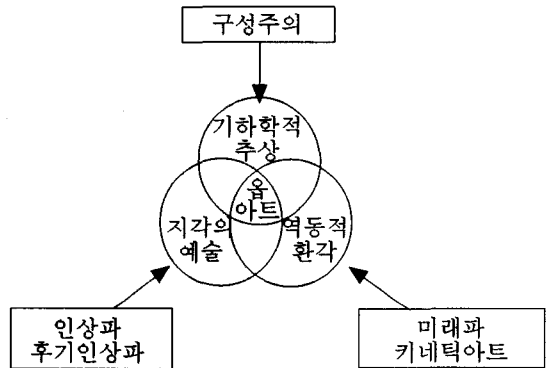 구성주의
기하학적
추상
옵
아트
지각의
예술
역동적
환각
인상파
후기인상파
미래파
키네틱아트